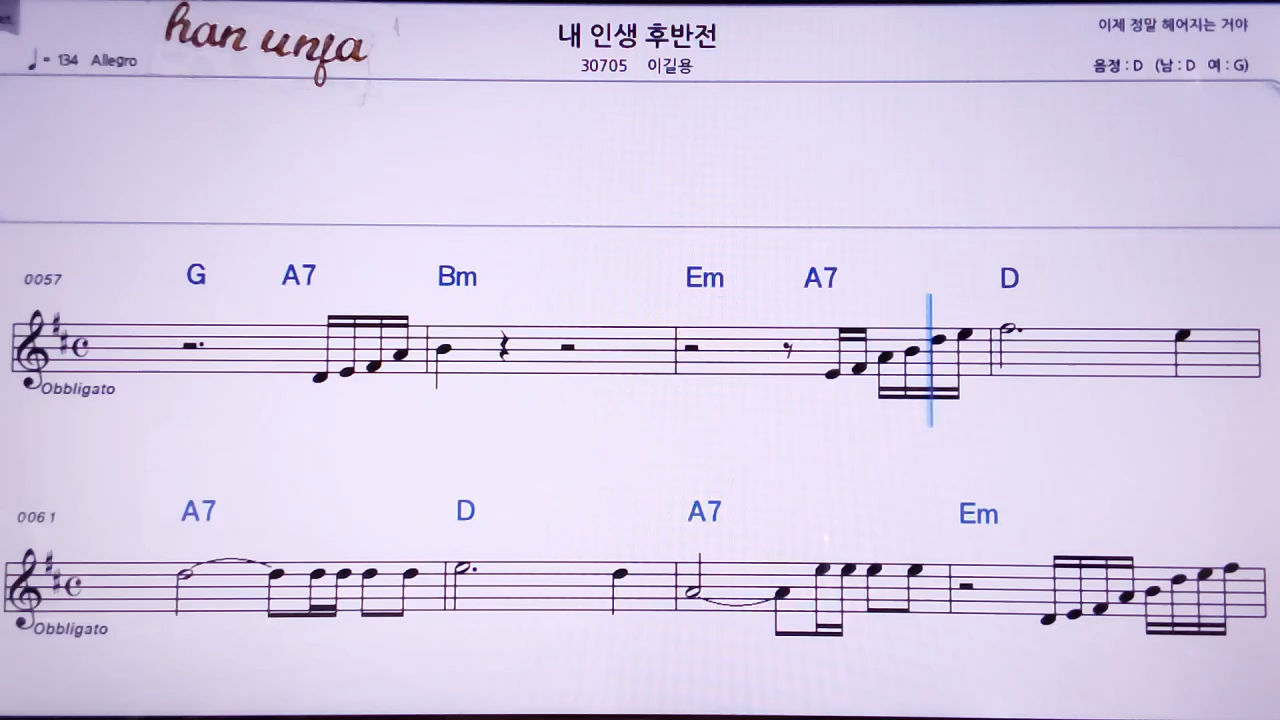 han unfa
내 인생 후반전
이제 정말 헤어지는 거야
♩= 134 Allegro
30705 이길용
음정 : D (남 : D 여 : G)
0057 G A7 Bm Em A7 D
Obbligato
0061 A7 D A7 Em
Obbligato